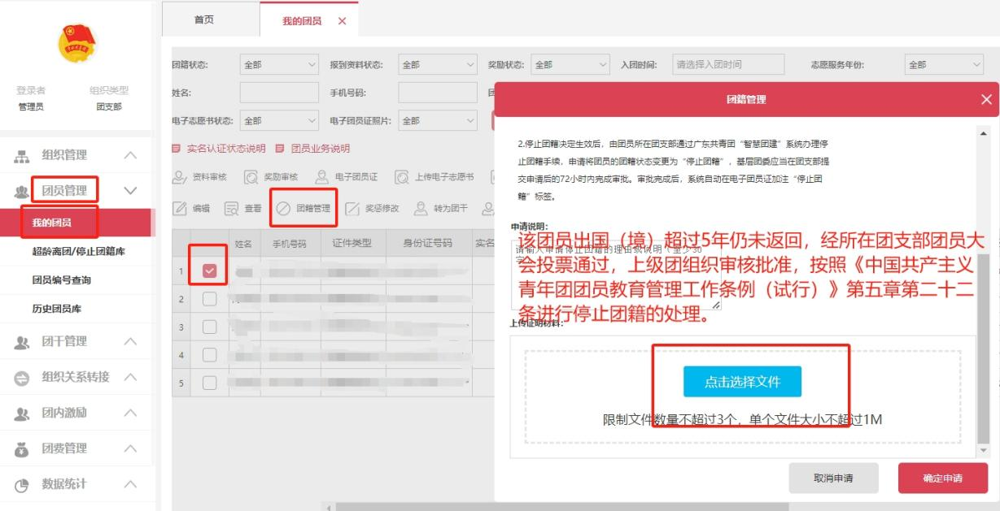 首页
我的团员 ×
登录者 组织类型
管理员 团支部
组织管理
团员管理
我的团员
超龄离团/停止团籍库
团员编号查询
历史团员库
团干管理
组织关系转接
团内激励
团费管理
数据统计
团籍状态: 全部 报到资料状态: 全部 奖励状态: 全部 入团时间: 请选择入团时间 志愿服务年份: 全部
姓名: 手机号码: 团
电子志愿书状态: 全部 电子团员证照片: 全部
实名认证状态说明 团员业务说明
资料审核 奖励审核 电子团员证 上传电子志愿书
编辑 查看 团籍管理 奖惩修改 转为团干
姓名 手机号码 证件类型 身份证号码 实名
1
2
3
4
5
团籍管理 ×
2.停止团籍决定生效后，由团员所在团支部通过广东共青团“智慧团建”系统办理停
止团籍手续，申请将团员的团籍状态变更为“停止团籍”，基层团委应当在团支部提
交申请后的72小时内完成审批。审批完成后，系统自动在电子团员证加注“停止团
籍”标签。
申请说明:
请输入申请停止团籍的理由或说明（至少30
字
该团员出国（境）超过5年仍未返回，经所在团支部团员大
会投票通过，上级团组织审核批准，按照《中国共产主义
青年团团员教育管理工作条例（试行）》第五章第二十二
条进行停止团籍的处理。
上传证明材料:
点击选择文件
限制文件数量不超过3个，单个文件大小不超过1M
取消申请 确定申请